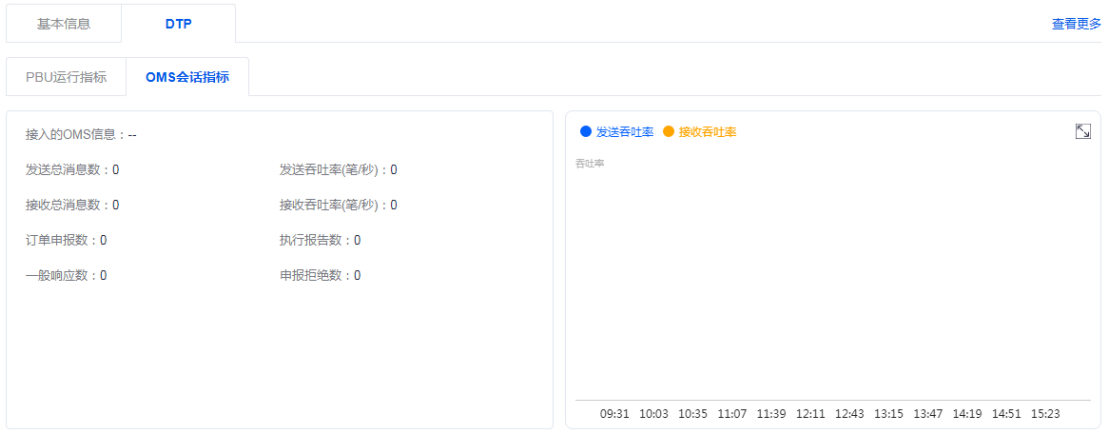 基本信息 DTP 查看更多
PBU运行指标 OMS会话指标
接入的OMS信息：--
发送总消息数：0 发送吞吐率(笔/秒)：0
接收总消息数：0 接收吞吐率(笔/秒)：0
订单申报数：0 执行报告数：0
一般响应数：0 申报拒绝数：0
发送吞吐率 接收吞吐率
吞吐率
09:31 10:03 10:35 11:07 11:39 12:11 12:43 13:15 13:47 14:19 14:51 15:23